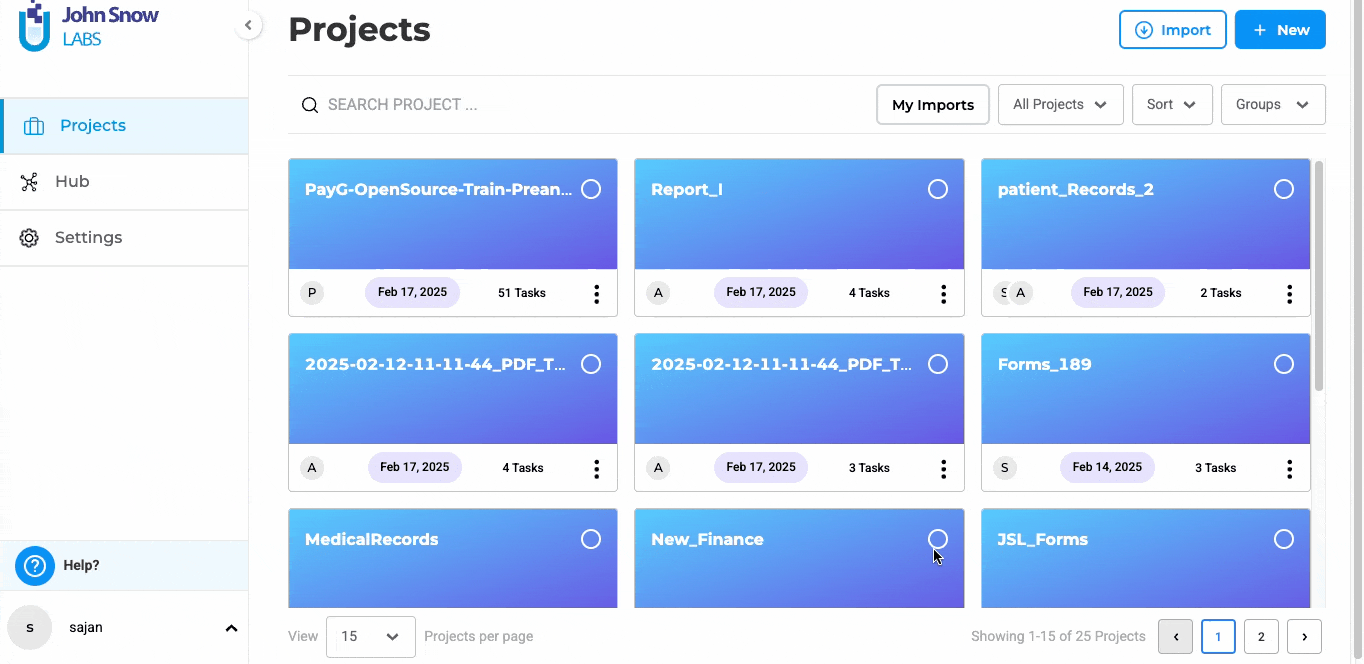 John Snow
LABS
Projects
Import
+ New
Projects
Hub
Settings
SEARCH PROJECT ...
My Imports
All Projects
Sort
Groups
PayG-OpenSource-Train-Prean...
P
Feb 17, 2025
51 Tasks
Report_I
A
Feb 17, 2025
4 Tasks
patient_Records_2
S
A
Feb 17, 2025
2 Tasks
2025-02-12-11-11-44_PDF_T...
A
Feb 17, 2025
4 Tasks
2025-02-12-11-11-44_PDF_T...
A
Feb 17, 2025
3 Tasks
Forms_189
S
Feb 14, 2025
3 Tasks
MedicalRecords
New_Finance
JSL_Forms
? Help?
s
sajan
View
15
Projects per page
Showing 1-15 of 25 Projects
‹
1
2
›